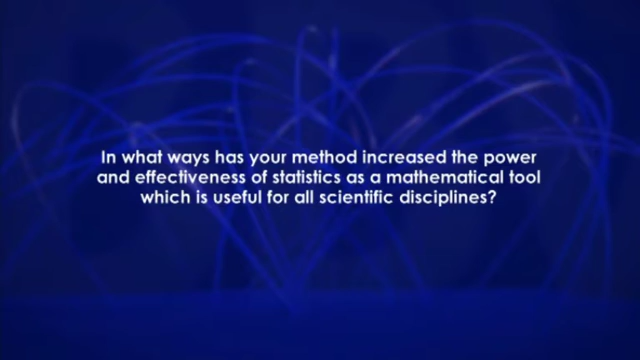 In what ways has your method increased the power
and effectiveness of statistics as a mathematical tool
which is useful for all scientific disciplines?